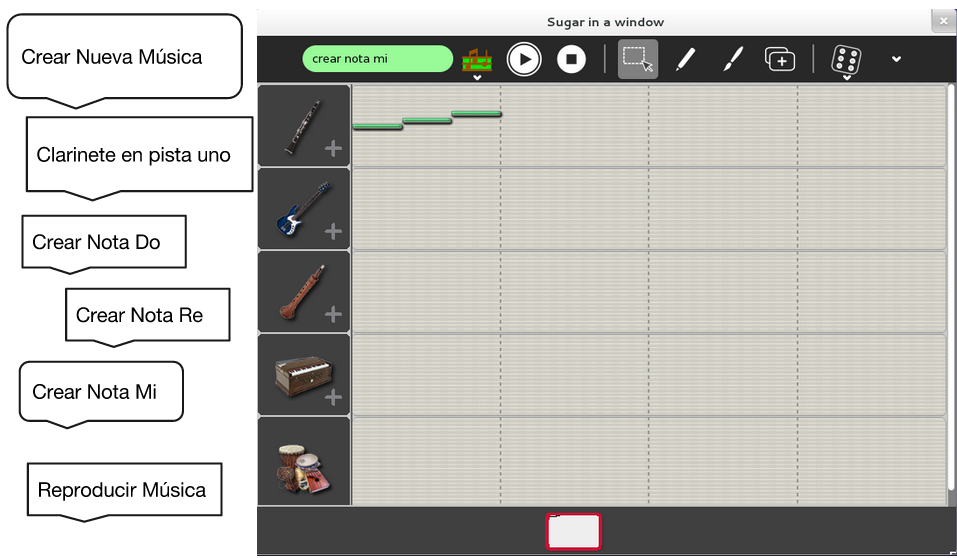 Crear Nueva Música
Clarinete en pista uno
Crear Nota Do
Crear Nota Re
Crear Nota Mi
Reproducir Música
Sugar in a window
crear nota mi